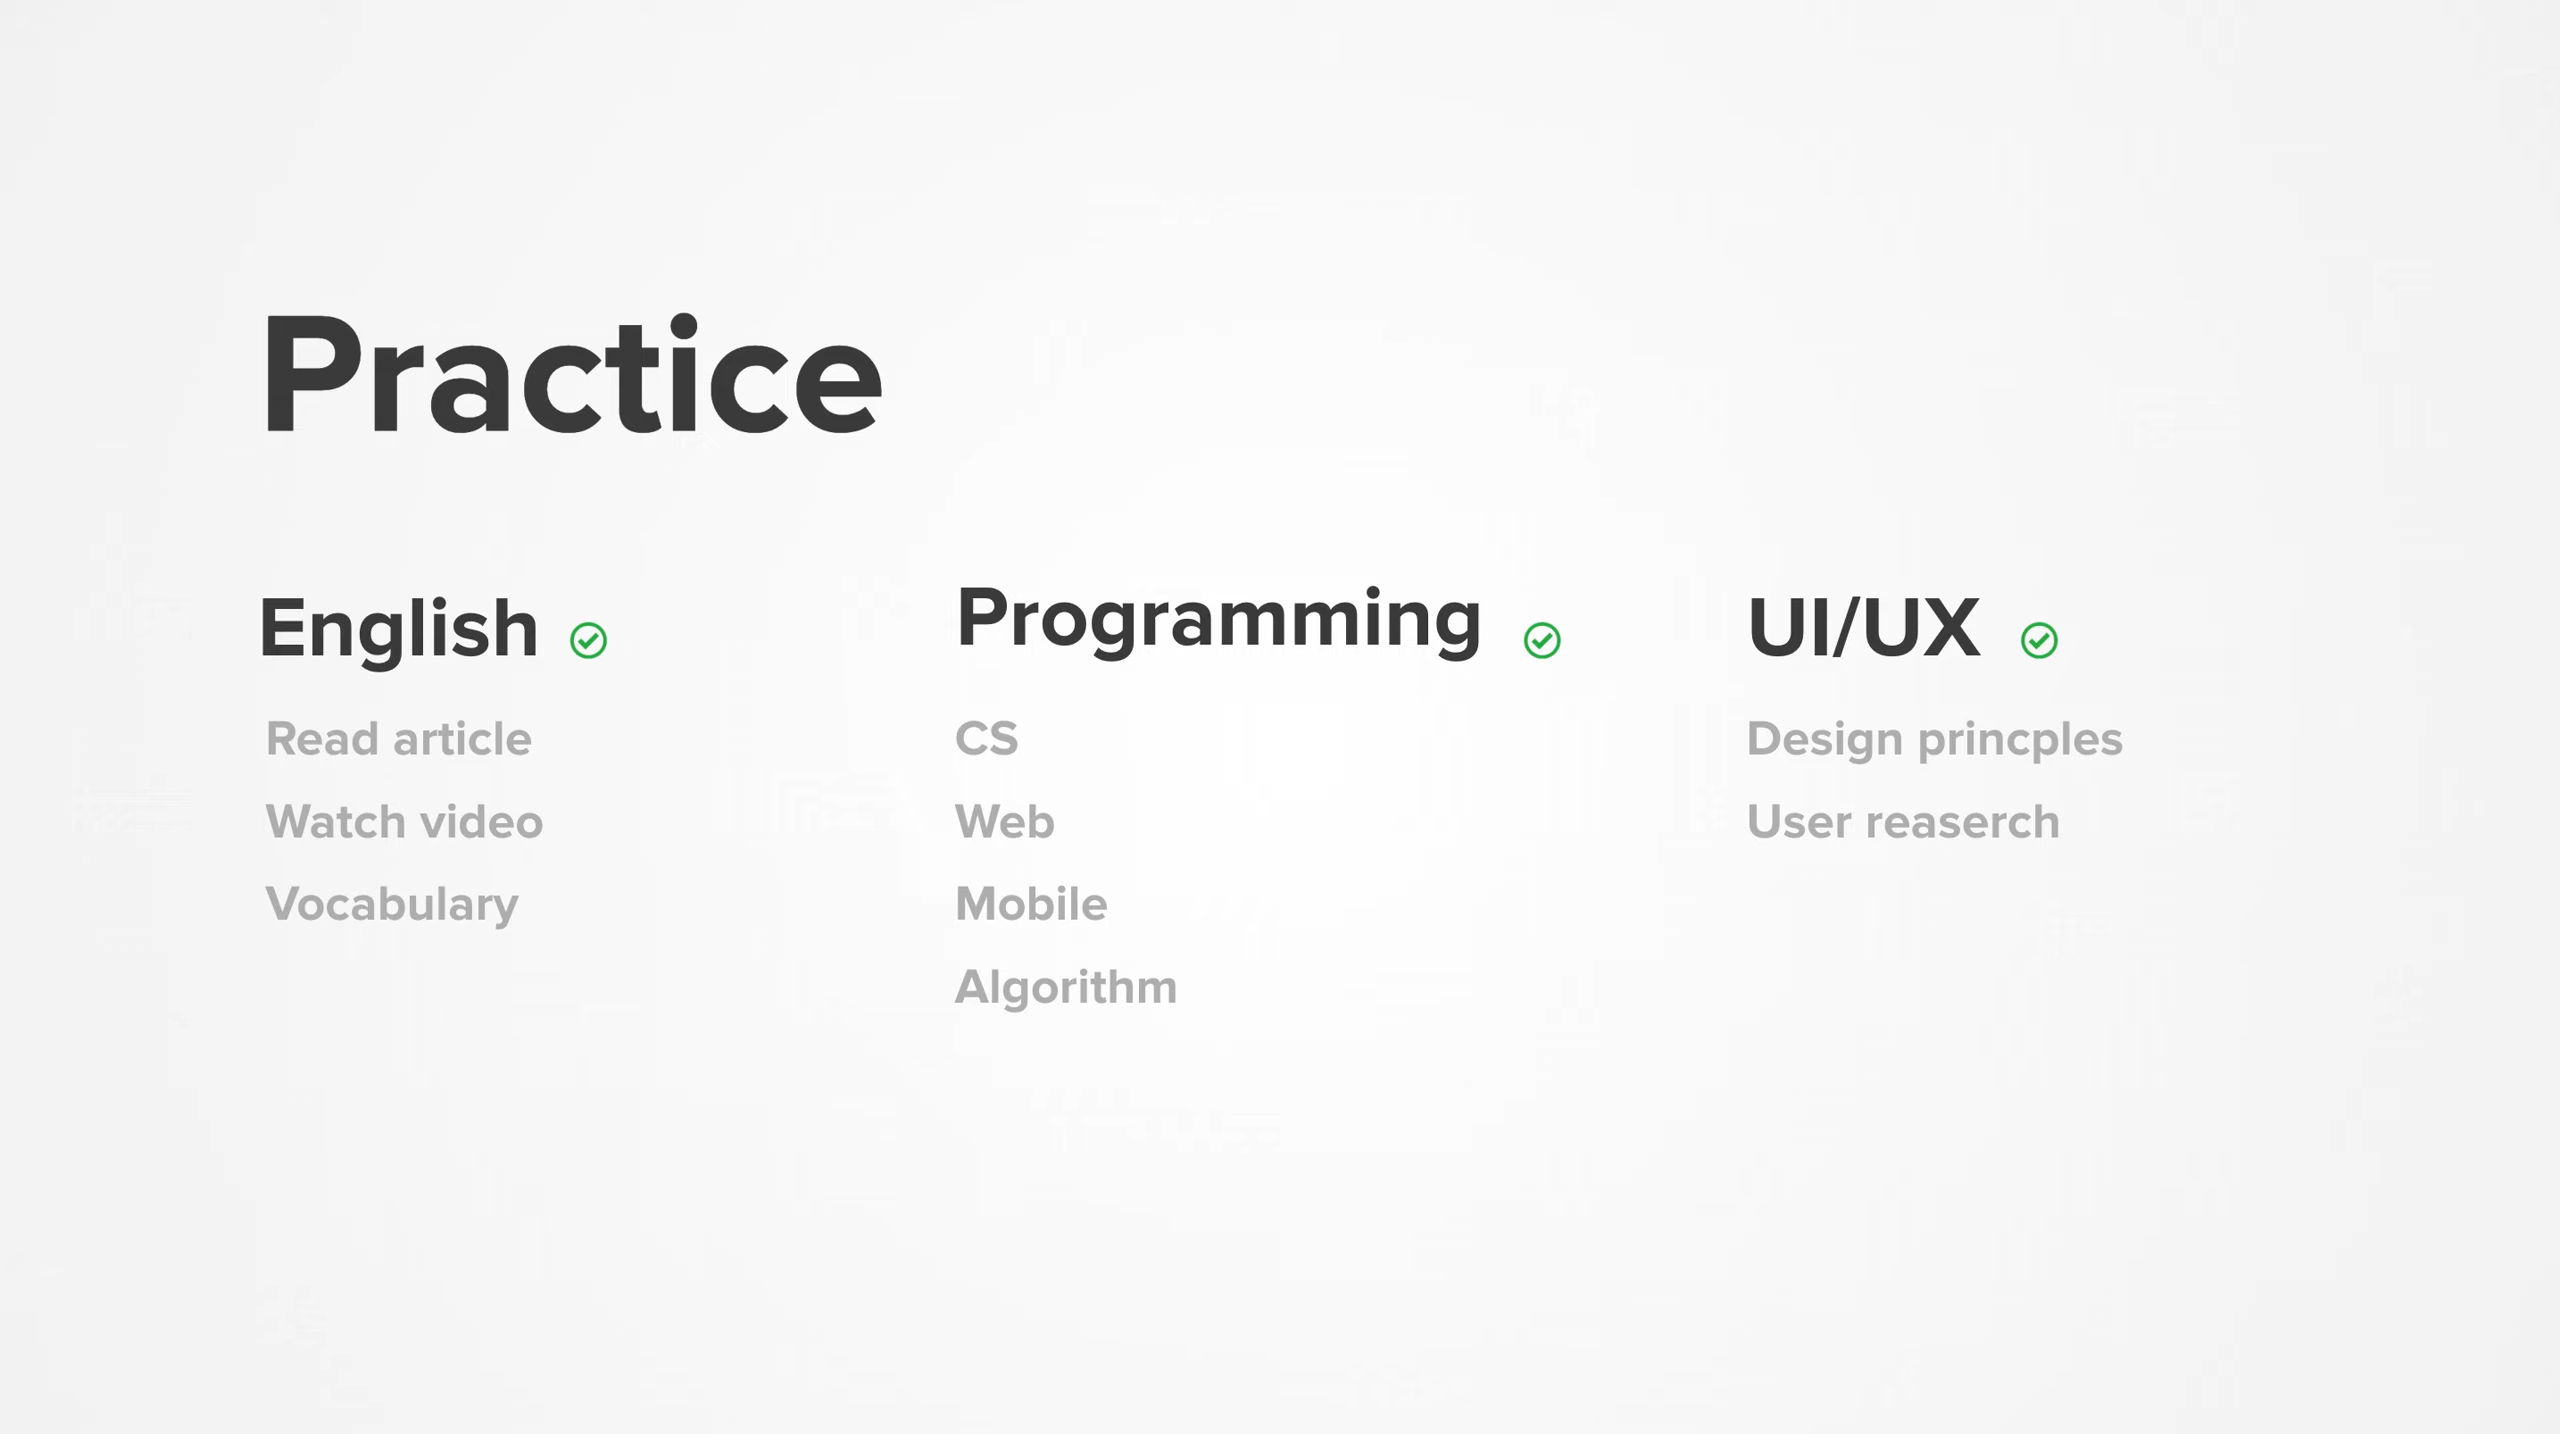 Practice
English
Read article
Watch video
Vocabulary
Programming
CS
Web
Mobile
Algorithm
UI/UX
Design princples
User reaserch